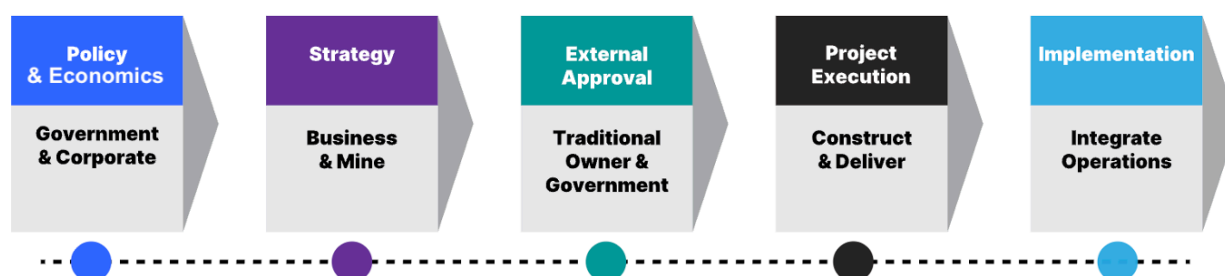 Policy
& Economics
Government
& Corporate
Strategy
Business
& Mine
External
Approval
Traditional
Owner &
Government
Project
Execution
Construct
& Deliver
Implementation
Integrate
Operations